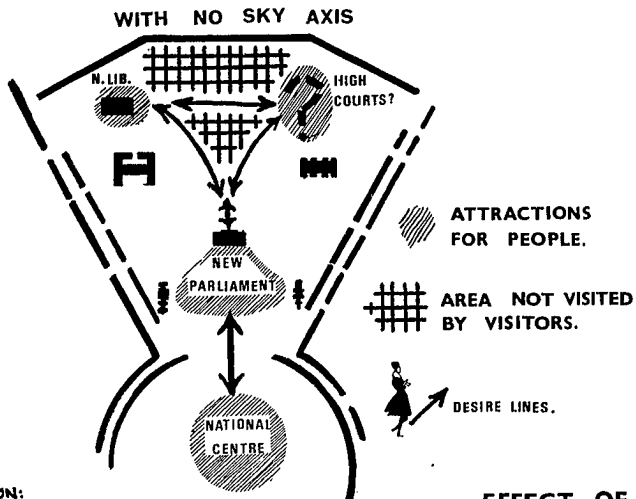 WITH NO SKY AXIS
N. LIB.
HIGH
COURTS?
NEW
PARLIAMENT
NATIONAL
CENTRE
ATTRACTIONS
FOR PEOPLE.
AREA NOT VISITED
BY VISITORS.
DESIRE LINES.
ON:
EFFECT OF